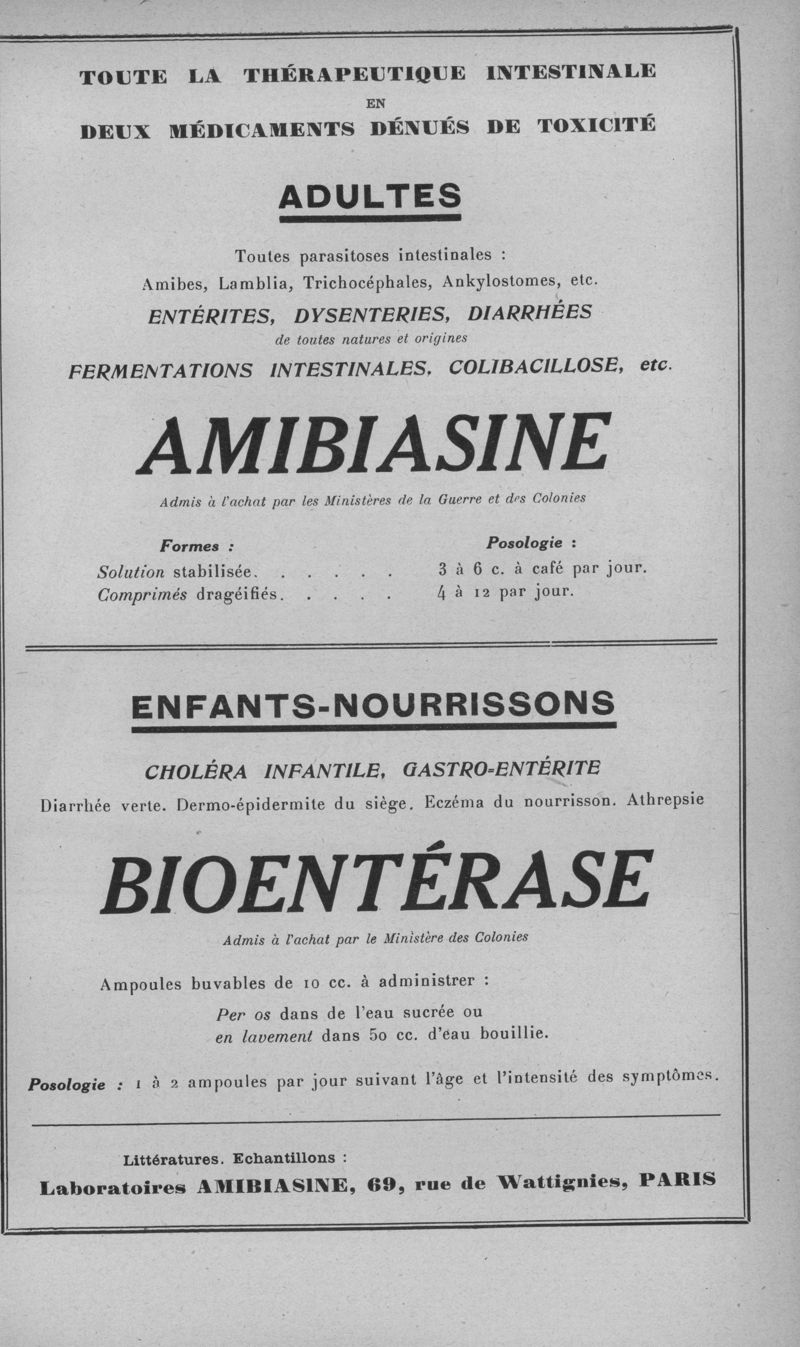 TOUTE LA THÉRAPEUTIQUE INTESTINALE
EN
DEUX MÉDICAMENTS DÉNUÉS DE TOXICITÉ
ADULTES
Toutes parasitoses intestinales :
Amibes, Lamblia, Trichocéphales, Ankylostomes, etc.
ENTÉRITES, DYSENTERIES, DIARRHÉES
de toutes natures et origines
FERMENTATIONS INTESTINALES, COLIBACILLOSE, etc.
AMIBIASINE
Admis à l'achat par les Ministères de la Guerre et des Colonies
Formes : Posologie :
Solution stabilisée. . . . . . 3 à 6 c. à café par jour.
Comprimés dragéifiés. . . . . 4 à 12 par jour.
ENFANTS-NOURRISSONS
CHOLÉRA INFANTILE, GASTRO-ENTÉRITE
Diarrhée verte. Dermo-épidermite du siège. Eczéma du nourrisson. Athrepsie
BIOENTÉRASE
Admis à l'achat par le Ministère des Colonies
Ampoules buvables de 10 cc. à administrer :
Per os dans de l'eau sucrée ou
en lavement dans 50 cc. d'eau bouillie.
Posologie : 1 à 2 ampoules par jour suivant l'âge et l'intensité des symptômes.
Littératures. Echantillons :
Laboratoires AMIBIASINE, 69, rue de Wattignies, PARIS